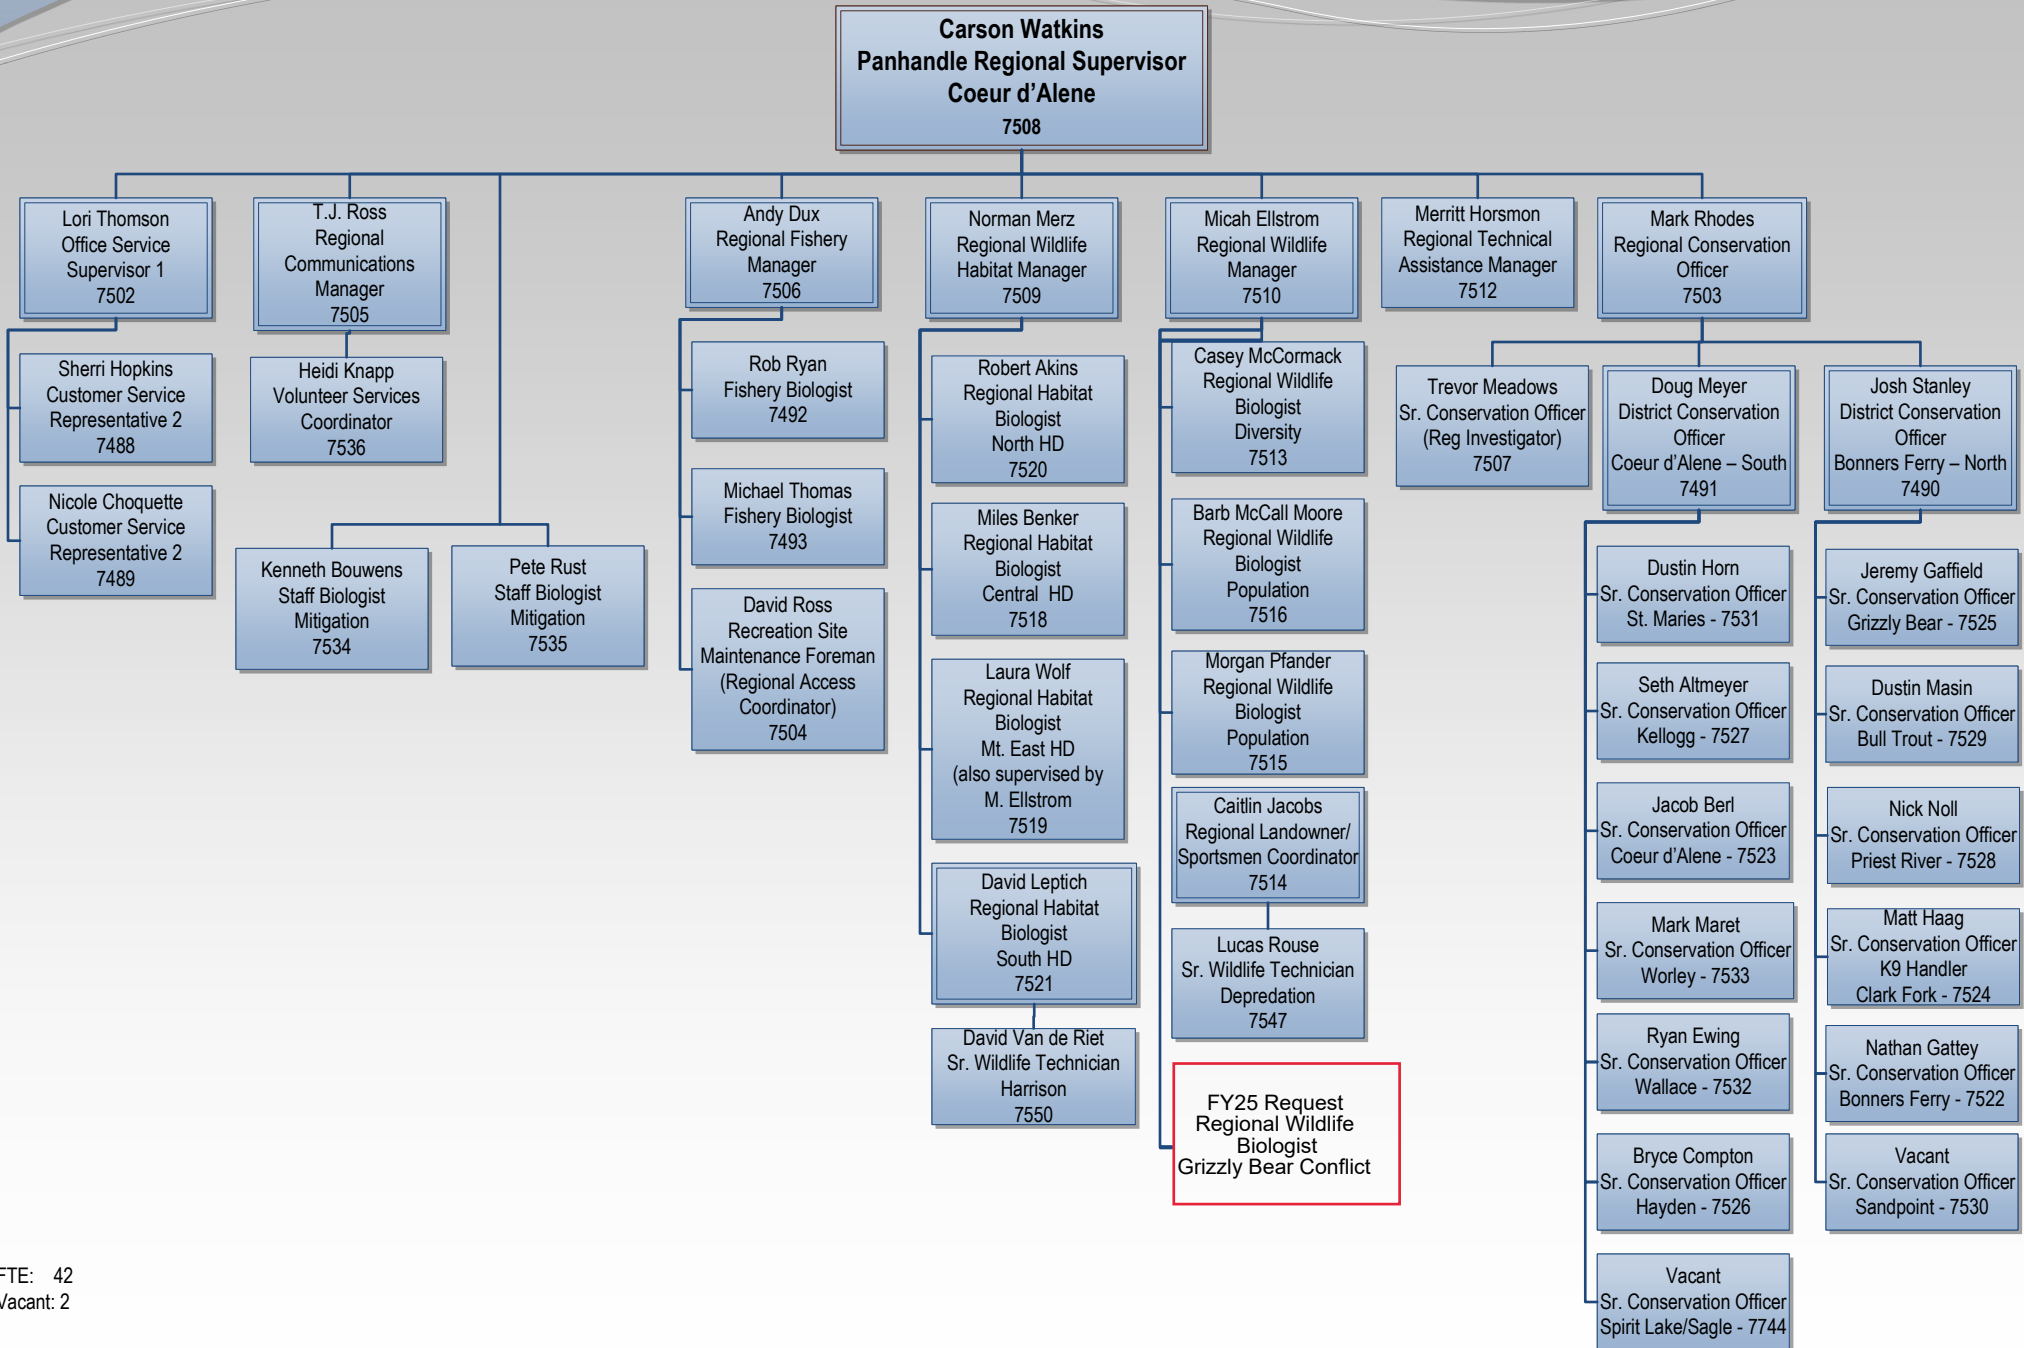 Carson Watkins
Panhandle Regional Supervisor
Coeur d’Alene
7508
Lori Thomson
Office Service
Supervisor 1
7502
T.J. Ross
Regional
Communications
Manager
7505
Andy Dux
Regional Fishery
Manager
7506
Norman Merz
Regional Wildlife
Habitat Manager
7509
Micah Ellstrom
Regional Wildlife
Manager
7510
Merritt Horsmon
Regional Technical
Assistance Manager
7512
Mark Rhodes
Regional Conservation
Officer
7503
Sherri Hopkins
Customer Service
Representative 2
7488
Nicole Choquette
Customer Service
Representative 2
7489
Heidi Knapp
Volunteer Services
Coordinator
7536
Kenneth Bouwens
Staff Biologist
Mitigation
7534
Pete Rust
Staff Biologist
Mitigation
7535
Rob Ryan
Fishery Biologist
7492
Michael Thomas
Fishery Biologist
7493
David Ross
Recreation Site
Maintenance Foreman
(Regional Access
Coordinator)
7504
Robert Akins
Regional Habitat
Biologist
North HD
7520
Miles Benker
Regional Habitat
Biologist
Central HD
7518
Laura Wolf
Regional Habitat
Biologist
Mt. East HD
(also supervised by
M. Ellstrom
7519
David Leptich
Regional Habitat
Biologist
South HD
7521
David Van de Riet
Sr. Wildlife Technician
Harrison
7550
Casey McCormack
Regional Wildlife
Biologist
Diversity
7513
Barb McCall Moore
Regional Wildlife
Biologist
Population
7516
Morgan Pfander
Regional Wildlife
Biologist
Population
7515
Caitlin Jacobs
Regional Landowner/
Sportsmen Coordinator
7514
Lucas Rouse
Sr. Wildlife Technician
Depredation
7547
FY25 Request
Regional Wildlife
Biologist
Grizzly Bear Conflict
Trevor Meadows
Sr. Conservation Officer
(Reg Investigator)
7507
Doug Meyer
District Conservation
Officer
Coeur d’Alene – South
7491
Josh Stanley
District Conservation
Officer
Bonners Ferry – North
7490
Dustin Horn
Sr. Conservation Officer
St. Maries - 7531
Seth Altmeyer
Sr. Conservation Officer
Kellogg - 7527
Jacob Berl
Sr. Conservation Officer
Coeur d’Alene - 7523
Mark Maret
Sr. Conservation Officer
Worley - 7533
Ryan Ewing
Sr. Conservation Officer
Wallace - 7532
Bryce Compton
Sr. Conservation Officer
Hayden - 7526
Vacant
Sr. Conservation Officer
Spirit Lake/Sagle - 7744
Jeremy Gaffield
Sr. Conservation Officer
Grizzly Bear - 7525
Dustin Masin
Sr. Conservation Officer
Bull Trout - 7529
Nick Noll
Sr. Conservation Officer
Priest River - 7528
Matt Haag
Sr. Conservation Officer
K9 Handler
Clark Fork - 7524
Nathan Gattey
Sr. Conservation Officer
Bonners Ferry - 7522
Vacant
Sr. Conservation Officer
Sandpoint - 7530
FTE: 42
Vacant: 2